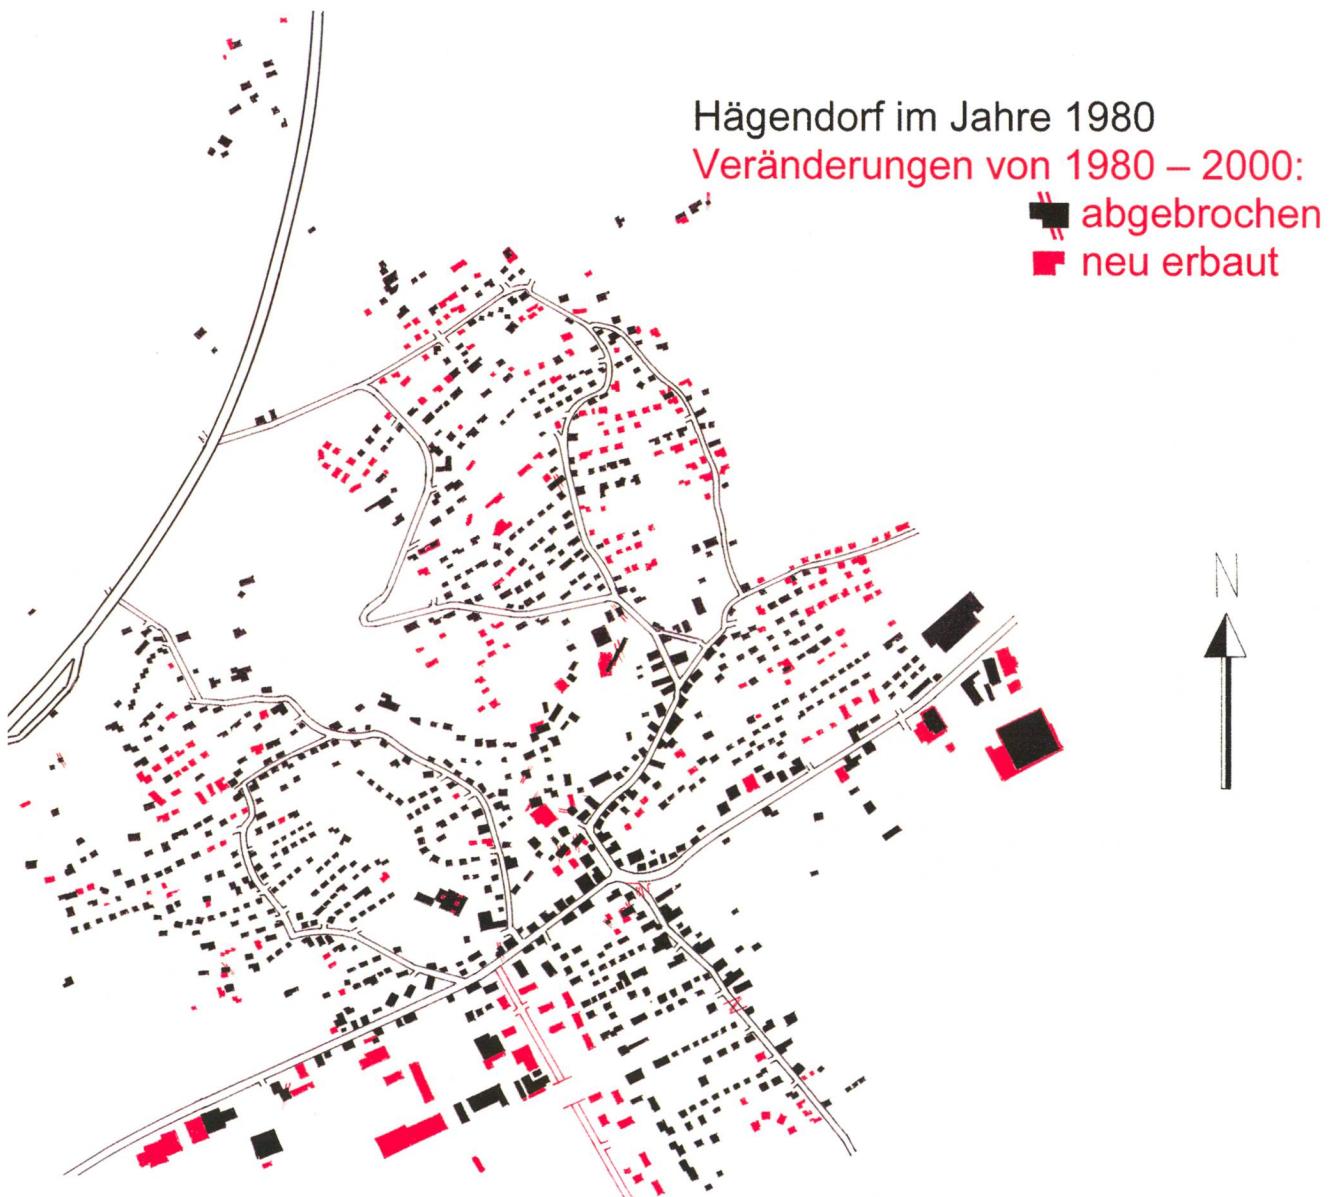 Hägendorf im Jahre 1980
Veränderungen von 1980 – 2000:
abgebrochen
neu erbaut
N